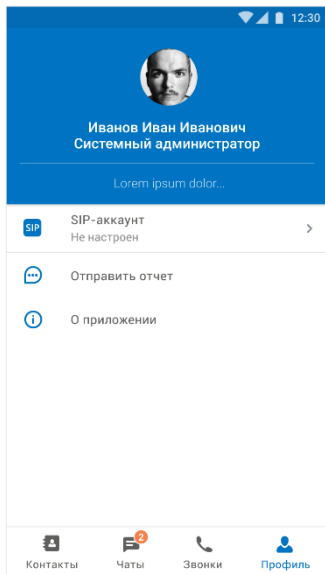 12:30
Иванов Иван Иванович
Системный администратор
Lorem ipsum dolor...
SIP
SIP-аккаунт
Не настроен
Отправить отчет
О приложении
2
Контакты
Чаты
Звонки
Профиль